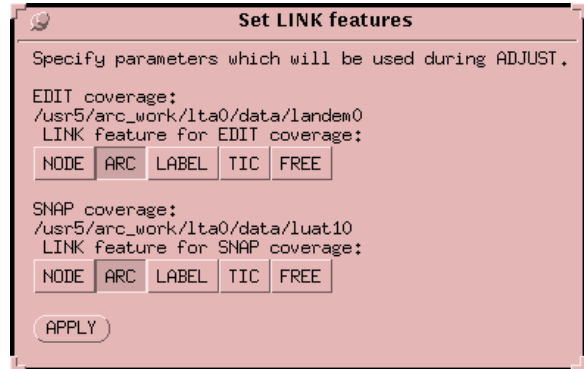 Set LINK features
Specify parameters which will be used during ADJUST.
EDIT coverage:
/usr5/arc_work/lta0/data/landem0
LINK feature for EDIT coverage:
NODE ARC LABEL TIC FREE
SNAP coverage:
/usr5/arc_work/lta0/data/luat10
LINK feature for SNAP coverage:
NODE ARC LABEL TIC FREE
APPLY